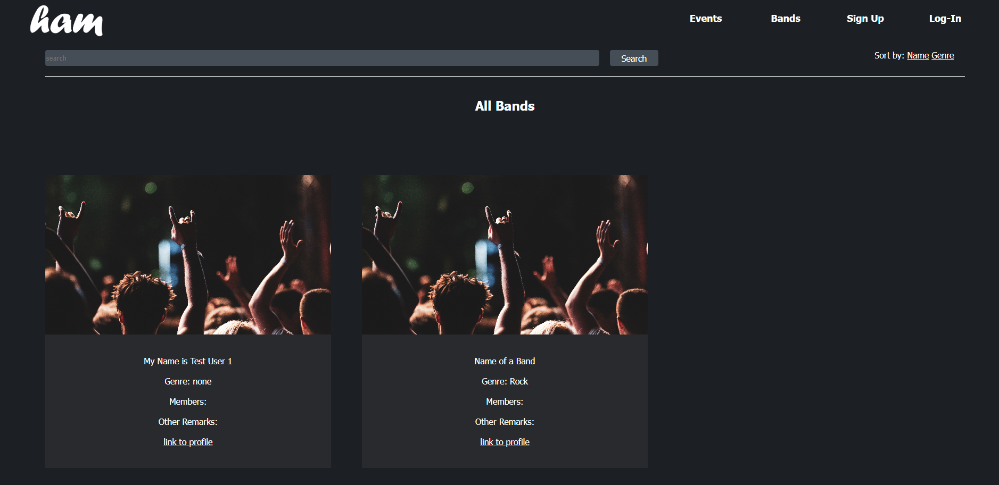 ham
Events Bands Sign Up Log-In
search Search Sort by: Name Genre
All Bands
My Name is Test User 1
Genre: none
Members:
Other Remarks:
link to profile
Name of a Band
Genre: Rock
Members:
Other Remarks:
link to profile